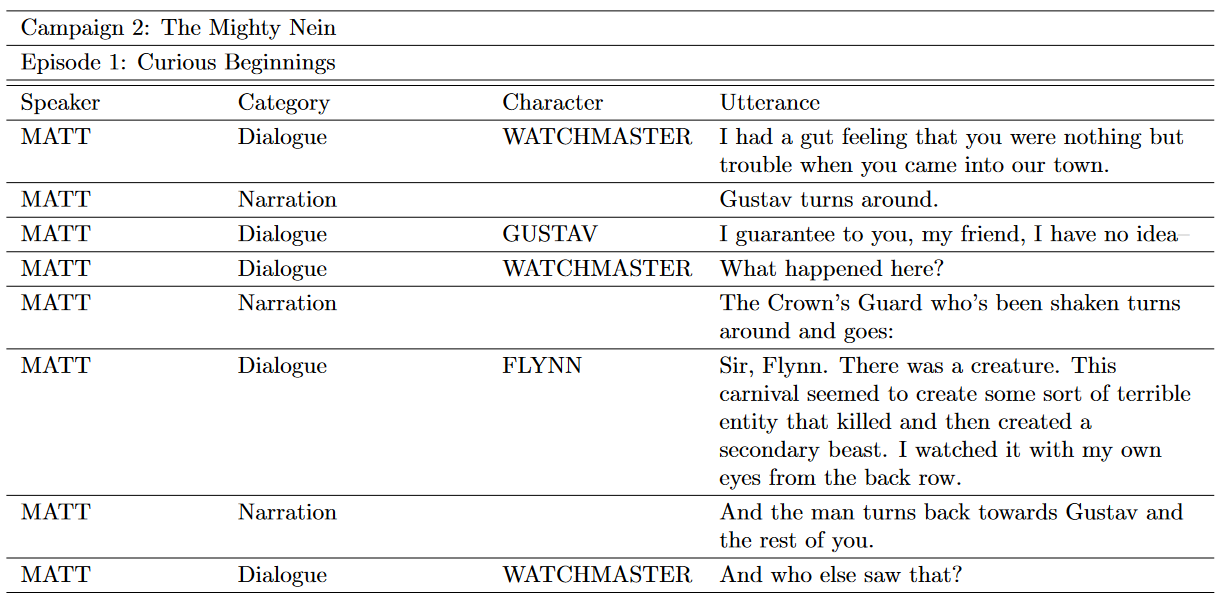 Campaign 2: The Mighty Nein
Episode 1: Curious Beginnings
Speaker Category Character Utterance
MATT Dialogue WATCHMASTER I had a gut feeling that you were nothing but
trouble when you came into our town.
MATT Narration Gustav turns around.
MATT Dialogue GUSTAV I guarantee to you, my friend, I have no idea–
MATT Dialogue WATCHMASTER What happened here?
MATT Narration The Crown's Guard who's been shaken turns
around and goes:
MATT Dialogue FLYNN Sir, Flynn. There was a creature. This
carnival seemed to create some sort of terrible
entity that killed and then created a
secondary beast. I watched it with my own
eyes from the back row.
MATT Narration And the man turns back towards Gustav and
the rest of you.
MATT Dialogue WATCHMASTER And who else saw that?